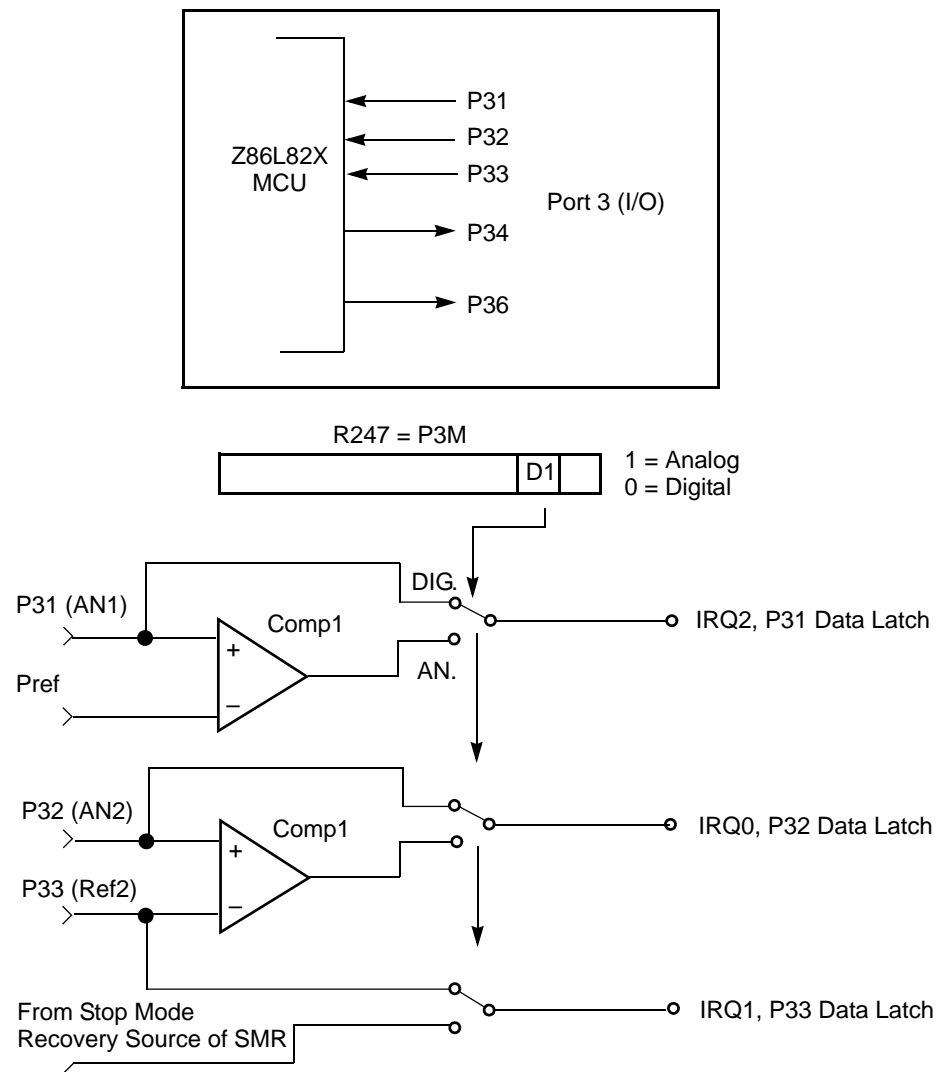 P31
P32
Z86L82X
MCU
P33
Port 3 (I/O)
P34
P36
R247 = P3M
D1
1 = Analog
0 = Digital
DIG.
P31 (AN1)
Comp1
IRQ2, P31 Data Latch
+
AN.
Pref
–
P32 (AN2)
Comp1
IRQ0, P32 Data Latch
+
P33 (Ref2)
–
From Stop Mode
Recovery Source of SMR
IRQ1, P33 Data Latch